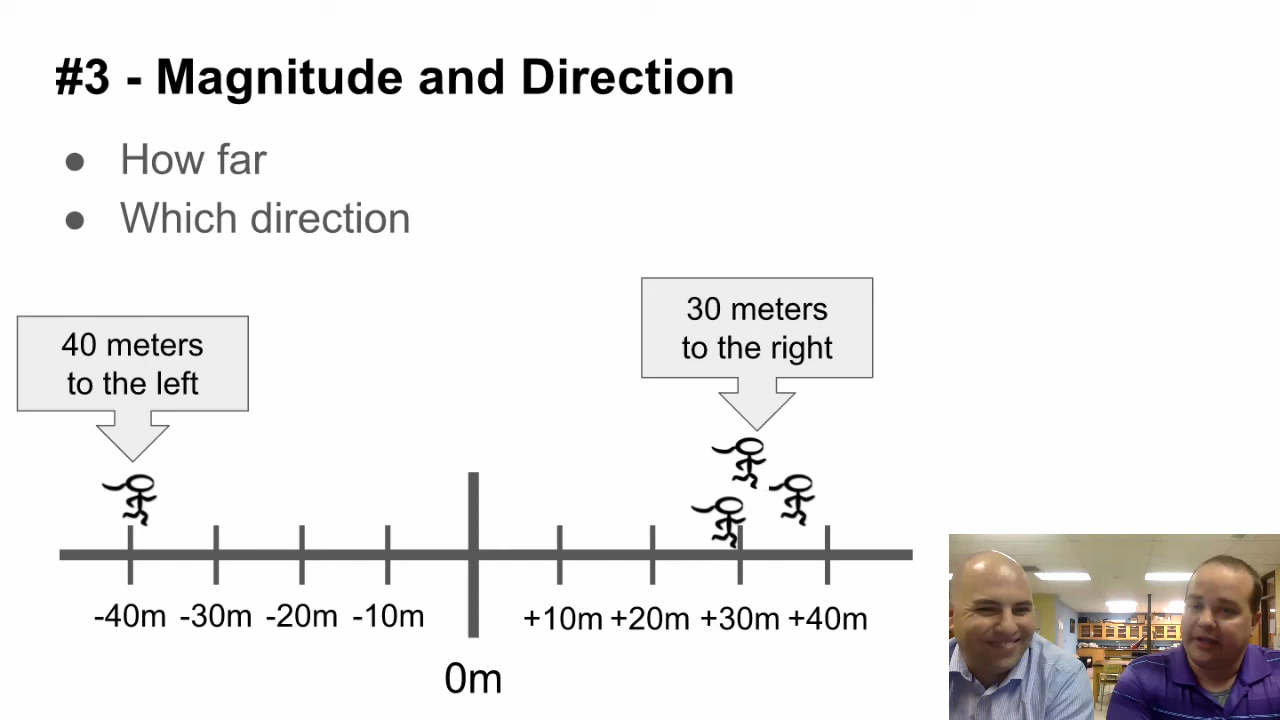 #3 - Magnitude and Direction
● How far
● Which direction
40 meters
to the left
30 meters
to the right
-40m -30m -20m -10m +10m +20m +30m +40m
0m